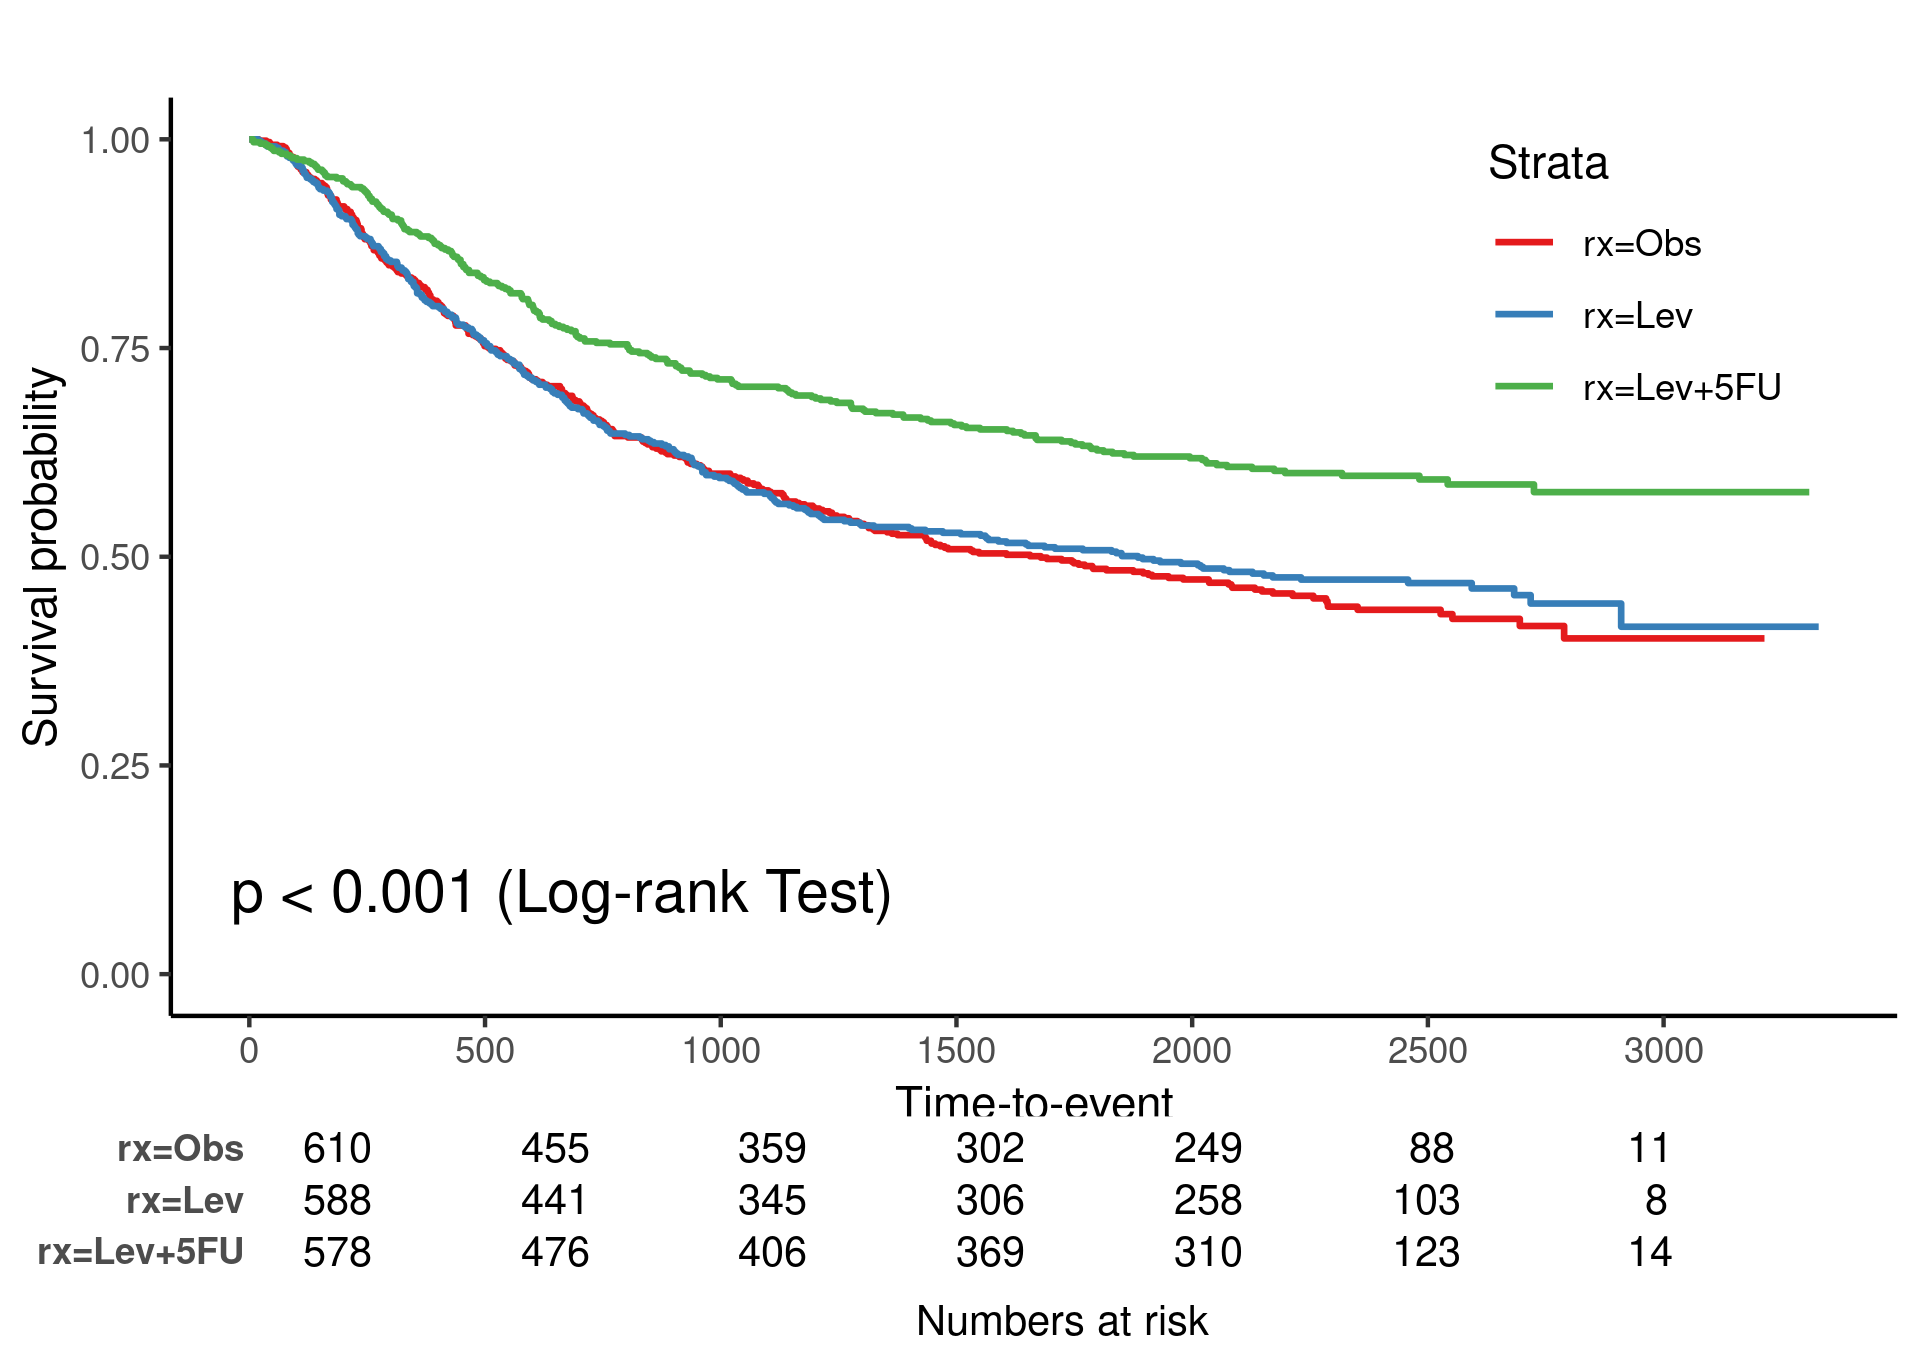 Strata
rx=Obs
rx=Lev
rx=Lev+5FU
Survival probability
1.00
0.75
0.50
0.25
0.00
p < 0.001 (Log-rank Test)
0 500 1000 1500 2000 2500 3000
Time-to-event
rx=Obs 610 455 359 302 249 88 11
rx=Lev 588 441 345 306 258 103 8
rx=Lev+5FU 578 476 406 369 310 123 14
Numbers at risk